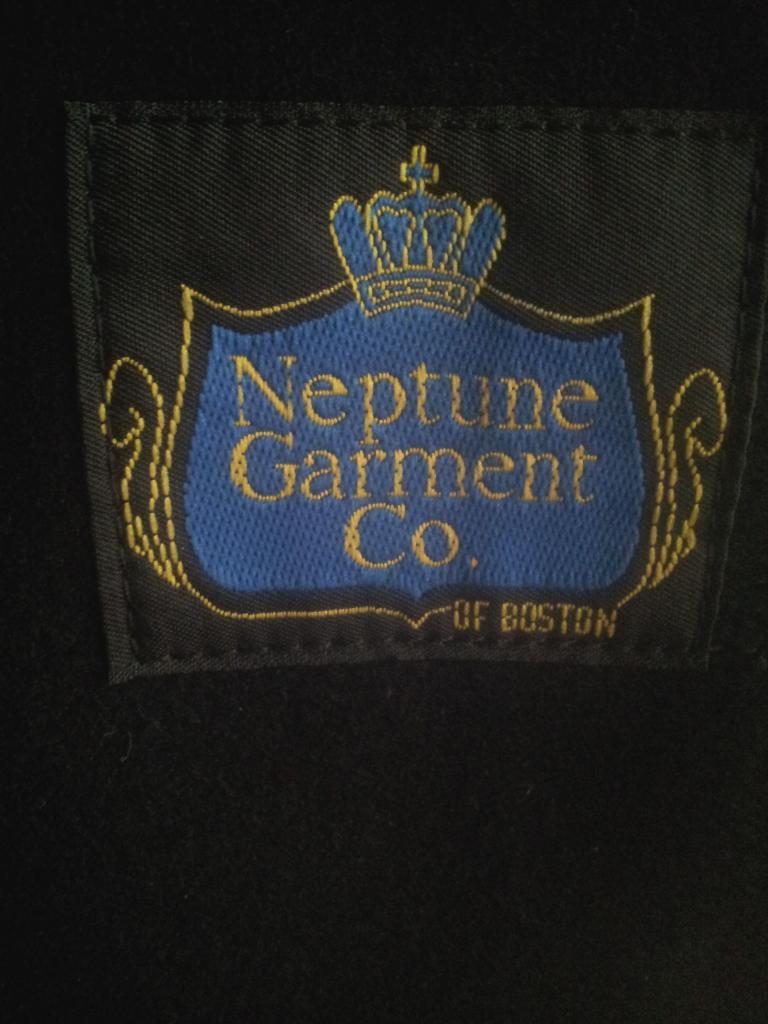 Neptune
Garment
Co.
OF BOSTON